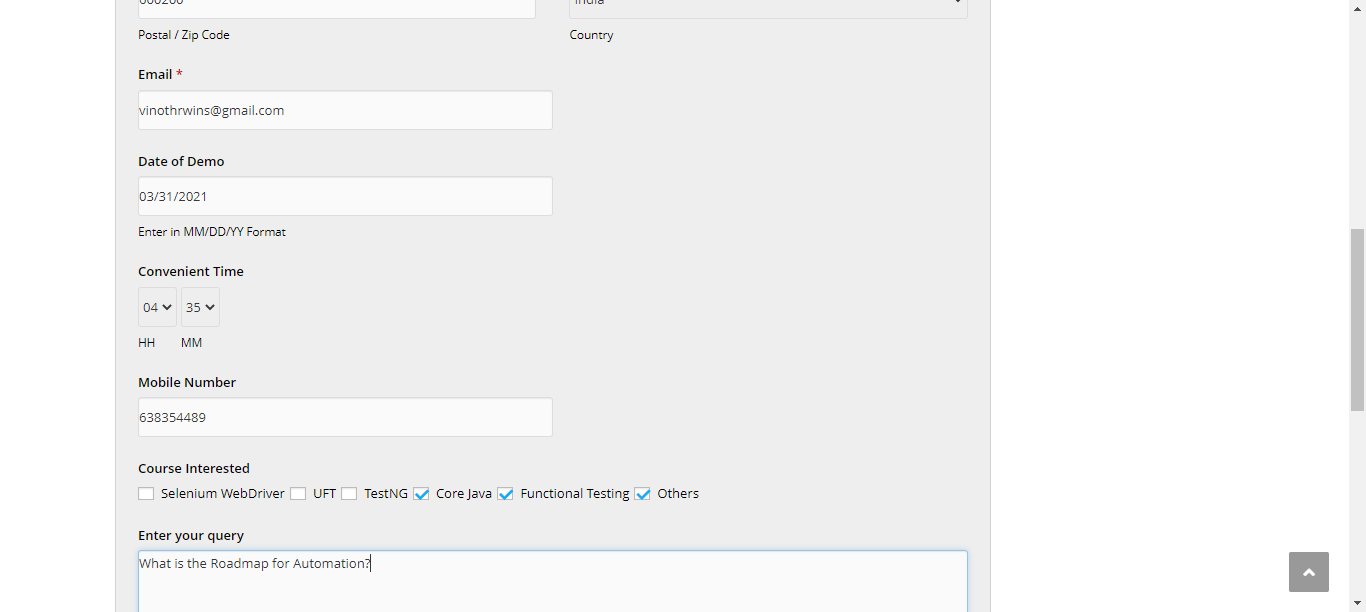 Postal / Zip Code Country
Email *
vinothrwins@gmail.com
Date of Demo
03/31/2021
Enter in MM/DD/YY Format
Convenient Time
04 35
HH MM
Mobile Number
638354489
Course Interested
Selenium WebDriver UFT TestNG Core Java Functional Testing Others
Enter your query
What is the Roadmap for Automation?